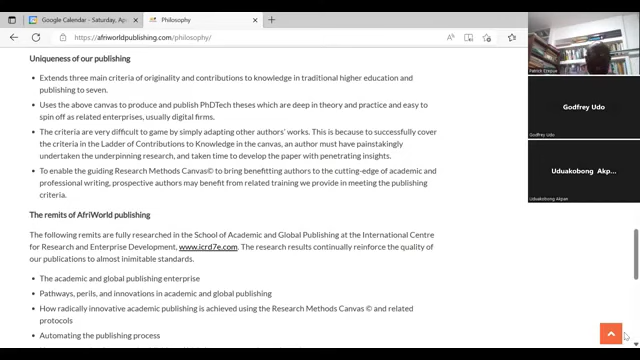 Google Calendar - Saturday, Ap
Philosophy
https://afriworldpublishing.com/philosophy/
Uniqueness of our publishing
Extends three main criteria of originality and contributions to knowledge in traditional higher education and
publishing to seven.
Uses the above canvas to produce and publish PhDTech theses which are deep in theory and practice and easy to
spin off as related enterprises, usually digital firms.
The criteria are very difficult to game by simply adapting other authors' works. This is because to successfully cover
the criteria in the Ladder of Contributions to Knowledge in the canvas, an author must have painstakingly
undertaken the underpinning research, and taken time to develop the paper with penetrating insights.
To enable the guiding Research Methods Canvas© to bring benefitting authors to the cutting-edge of academic and
professional writing, prospective authors may benefit from related training we provide in meeting the publishing
criteria.
The remits of AfriWorld publishing
The following remits are fully researched in the School of Academic and Global Publishing at the International Centre
for Research and Enterprise Development, www.icrd7e.com. The research results continually reinforce the quality of
our publications to almost inimitable standards.
The academic and global publishing enterprise
Pathways, perils, and innovations in academic and global publishing
How radically innovative academic publishing is achieved using the Research Methods Canvas © and related
protocols
Automating the publishing process
Godfrey Udo
Godfrey Udo
Uduakobong Akp...
Uduakobong Akpan